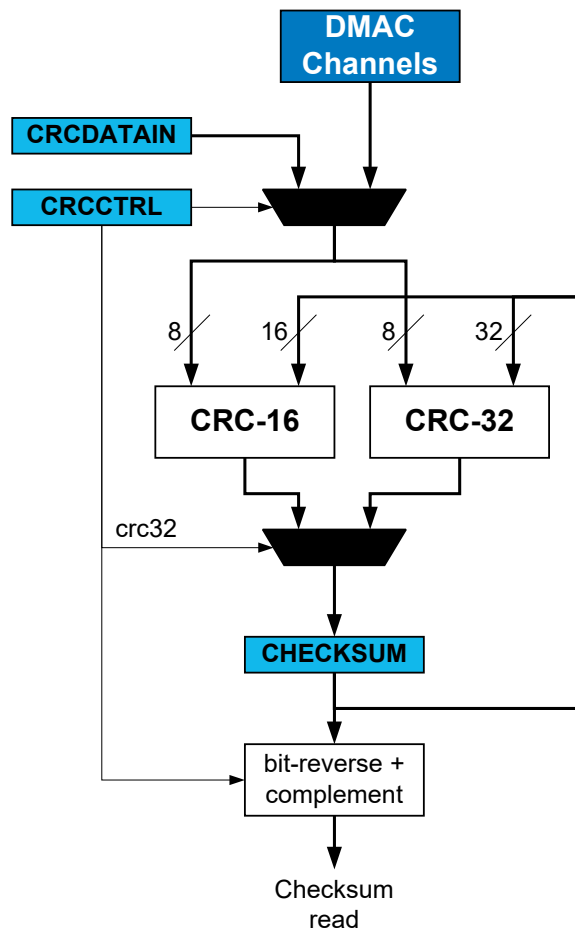 DMAC
Channels
CRCDATAIN
CRCCTRL
8
16
8
32
CRC-16
CRC-32
crc32
CHECKSUM
bit-reverse +
complement
Checksum
read